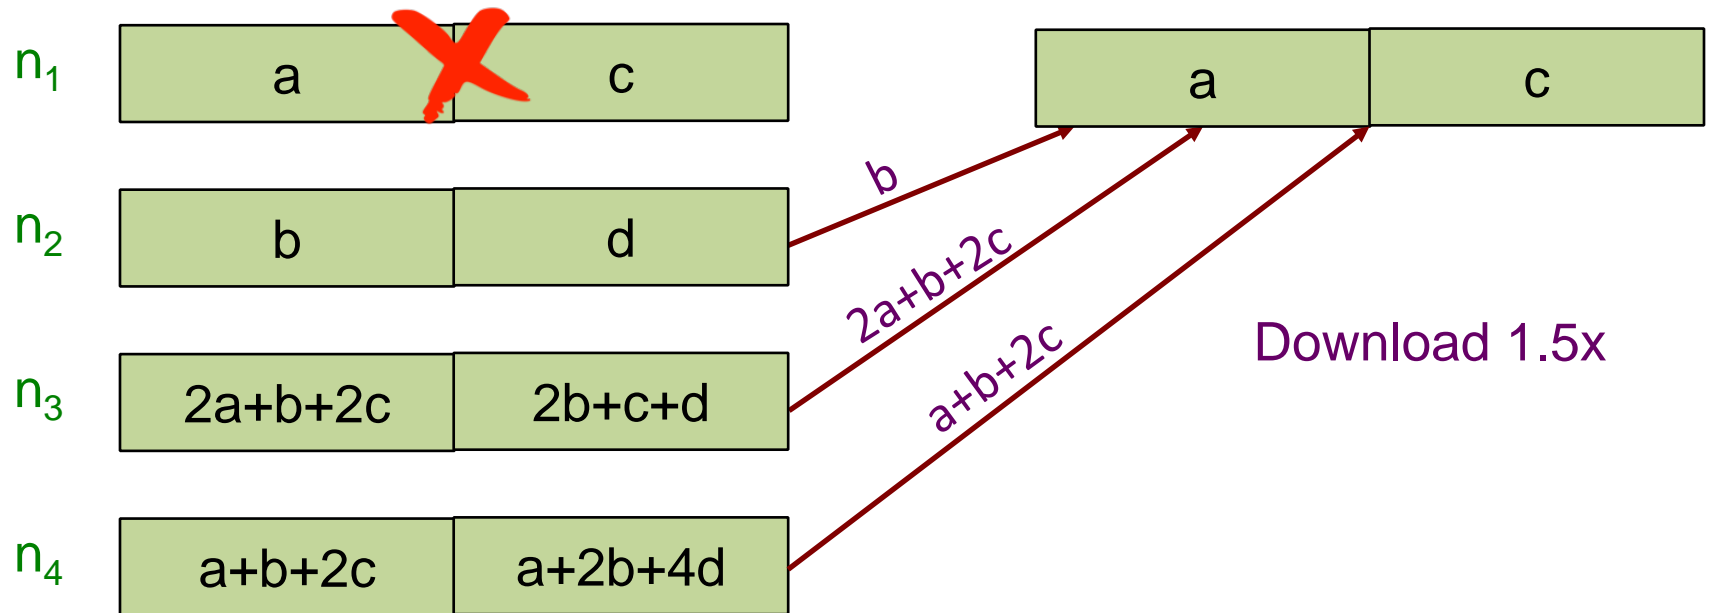 n₁ a c a c
b
n₂ b d
2a+b+2c
Download 1.5x
a+b+2c
n₃ 2a+b+2c 2b+c+d
n₄ a+b+2c a+2b+4d